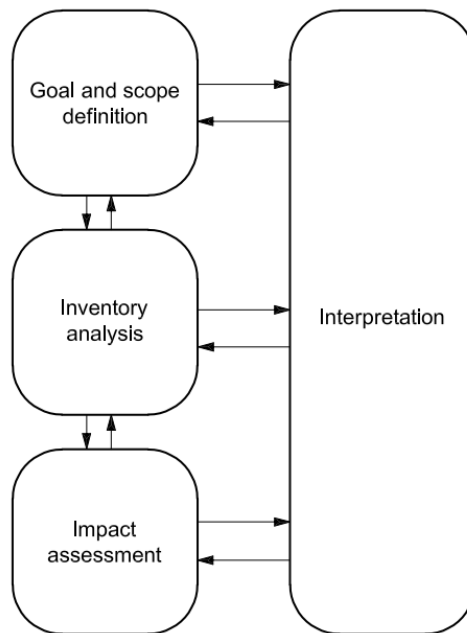 Goal and scope
definition
Inventory
analysis
Interpretation
Impact
assessment